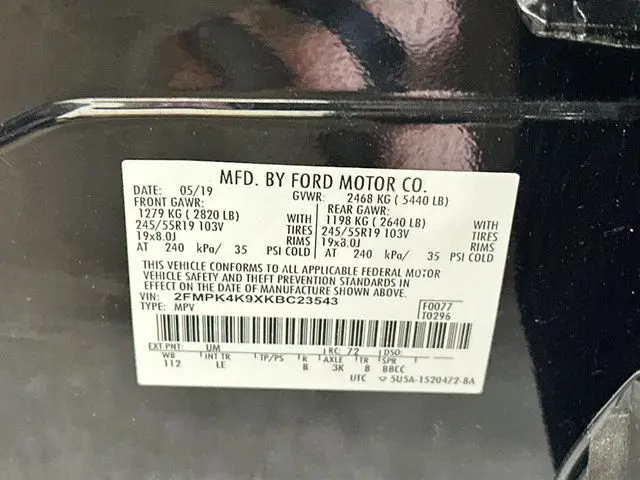 MFD. BY FORD MOTOR CO.
DATE: 05/19 GVWR: 2468 KG ( 5440 LB)
FRONT GAWR: REAR GAWR:
1279 KG ( 2820 LB) WITH 1198 KG ( 2640 LB) WITH
245/55R19 103V TIRES 245/55R19 103V TIRES
19x8.0J RIMS 19x8.0J RIMS
AT 240 kPa/ 35 PSI COLD AT 240 kPa/ 35 PSI COLD
THIS VEHICLE CONFORMS TO ALL APPLICABLE FEDERAL MOTOR
VEHICLE SAFETY AND THEFT PREVENTION STANDARDS IN
EFFECT ON THE DATE OF MANUFACTURE SHOWN ABOVE.
VIN: 2FMPK4K9XKBC23543 F0077
TYPE: MPV T0296
EXT PNT: UM RC: 72 DSO:
WB INT TR TP/PS R AXLE TR SPR
112 LE B 3K 8 BBCC
UTC 5U5A-1520472-BA